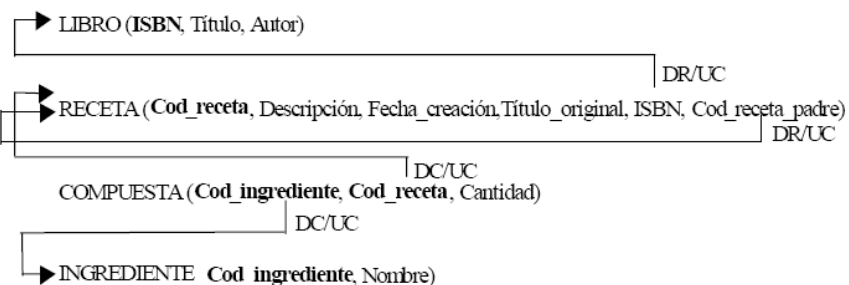 LIBRO (ISBN, Título, Autor)
DR/UC
RECETA (Cod_receta, Descripción, Fecha_creación,Título_original, ISBN, Cod_receta_padre)
DR/UC
DC/UC
COMPUESTA (Cod_ingrediente, Cod_receta, Cantidad)
DC/UC
INGREDIENTE Cod_ingrediente, Nombre)